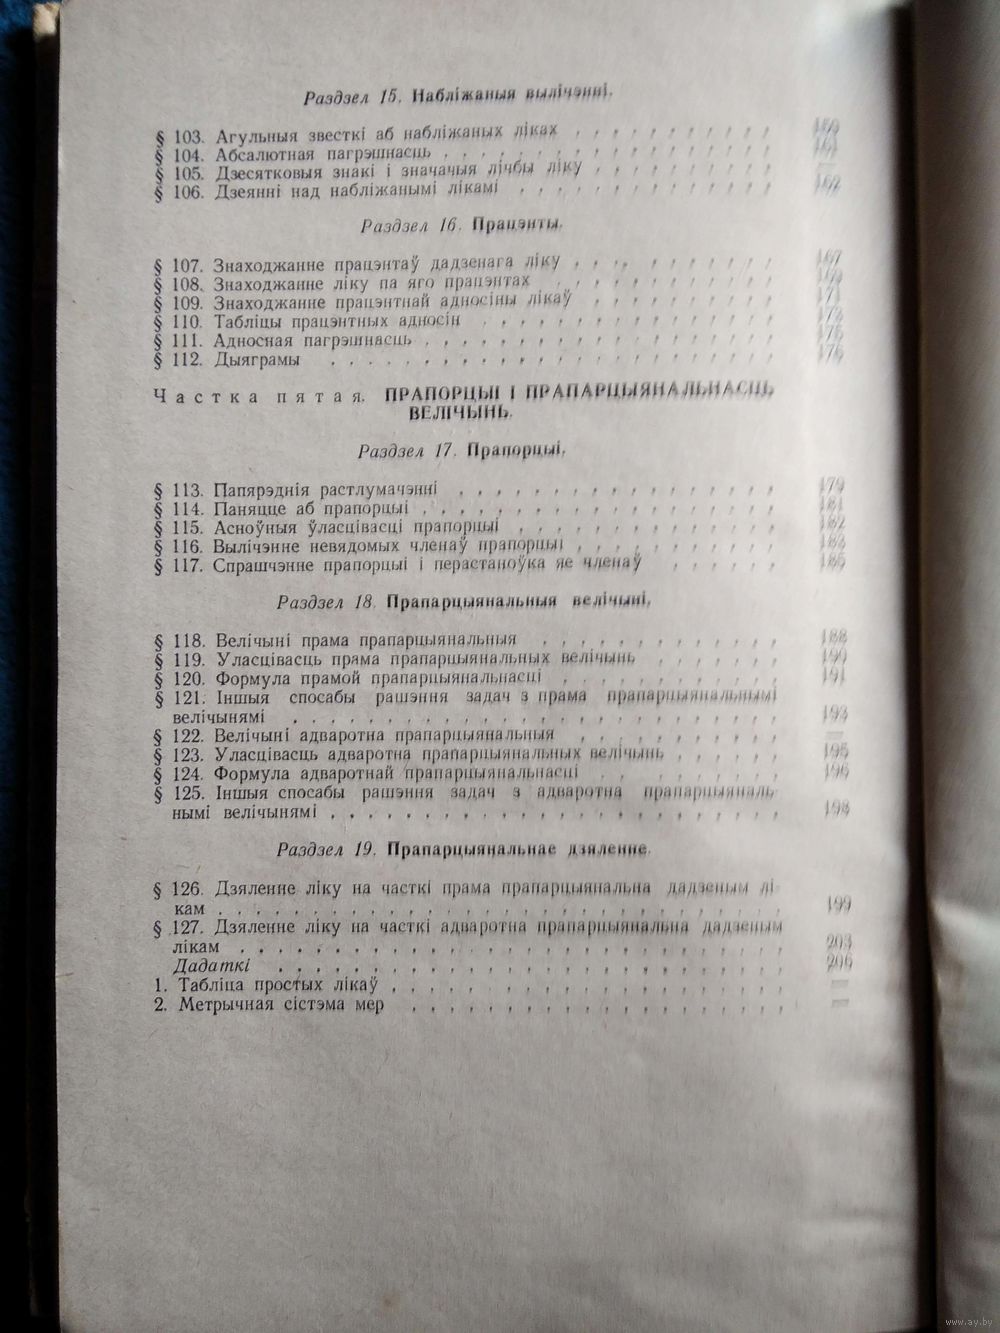 Раздзел 15. Набліжаныя вылічэнні.
§ 103. Агульныя звесткі аб набліжаных ліках
§ 104. Абсалютная пагрэшнасць
§ 105. Дзесятковыя знакі і значачыя лічбы ліку
§ 106. Дзеянні над набліжанымі лікамі 162
Раздзел 16. Працэнты.
§ 107. Знаходжанне працэнтаў дадзенага ліку 167
§ 108. Знаходжанне ліку па яго працэнтах
§ 109. Знаходжанне працэнтнай адносіны лікаў 171
§ 110. Табліцы працэнтных адносін
§ 111. Адносная пагрэшнасць 175
§ 112. Дыяграмы 176
Частка пятая. ПРАПОРЦЫІ І ПРАПАРЦЫЯНАЛЬНАСЦЬ
ВЕЛІЧЫНЬ.
Раздзел 17. Прапорцыі.
§ 113. Папярэднія растлумачэнні 179
§ 114. Паняцце аб прапорцыі 181
§ 115. Асноўныя ўласцівасці прапорцыі 182
§ 116. Вылічэнне невядомых членаў прапорцыі
§ 117. Спрашчэнне прапорцыі і перастаноўка яе членаў 185
Раздзел 18. Прапарцыянальныя велічыні.
§ 118. Велічыні прама прапарцыянальныя 188
§ 119. Уласцівасць прама прапарцыянальных велічынь 190
§ 120. Формула прамой прапарцыянальнасці 191
§ 121. Іншыя спосабы рашэння задач з прама прапарцыянальнымі
велічынямі 193
§ 122. Велічыні адваротна прапарцыянальныя —
§ 123. Уласцівасць адваротна прапарцыянальных велічынь 195
§ 124. Формула адваротнай прапарцыянальнасці 196
§ 125. Іншыя спосабы рашэння задач з адваротна прапарцыяналь-
нымі велічынямі 198
Раздзел 19. Прапарцыянальнае дзяленне.
§ 126. Дзяленне ліку на часткі прама прапарцыянальна дадзеным лі-
кам 199
§ 127. Дзяленне ліку на часткі адваротна прапарцыянальна дадзеным
лікам 203
Дадаткі 206
1. Табліца простых лікаў —
2. Метрычная сістэма мер —
www.ay.by